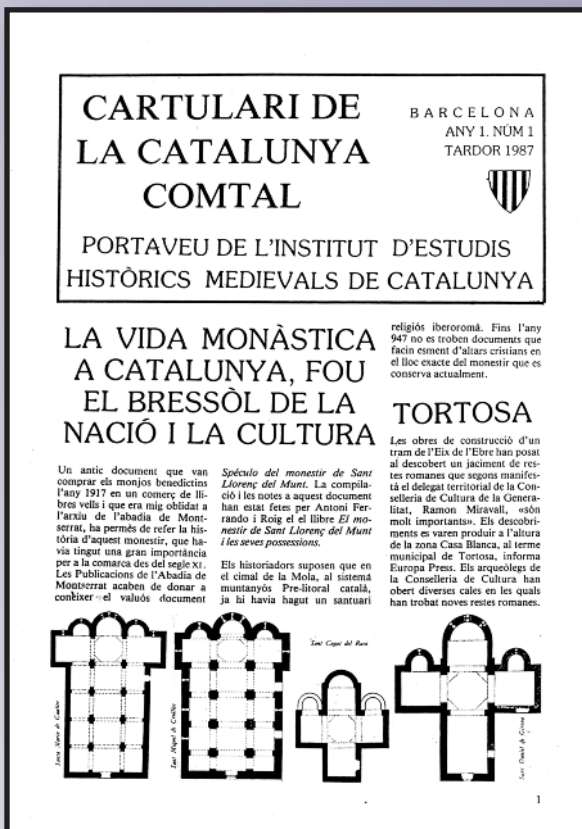 CARTULARI DE
LA CATALUNYA
COMTAL
BARCELONA
ANY 1. NÚM 1
TARDOR 1987
PORTAVEU DE L'INSTITUT D'ESTUDIS
HISTÒRICS MEDIEVALS DE CATALUNYA
LA VIDA MONÀSTICA
A CATALUNYA, FOU
EL BRESSÒL DE LA
NACIÓ I LA CULTURA
Un antic document que van
comprar els monjos benedictins
l'any 1917 en un comerç de lli-
bres vells i que era mig oblidat a
l'arxiu de l'abadia de Mont-
serrat, ha permès de refer la his-
tòria d'aquest monestir, que ha-
via tingut una gran importància
per a la comarca des del segle XI.
Les Publicacions de l'Abadia de
Montserrat acaben de donar a
conèixer el valuós document
Spéculo del monestir de Sant
Llorenç del Munt. La compila-
ció i les notes a aquest document
han estat fetes per Antoni Fer-
rando i Roig el el llibre El mo-
nestir de Sant Llorenç del Munt
i les seves possessions.
Els historiadors suposen que en
el cimal de la Mola, al sistemà
muntanyós Pre-litoral català,
ja hi havia hagut un santuari
religiós iberoromà. Fins l'any
947 no es troben documents que
facin esment d'altars cristians en
el lloc exacte del monestir que es
conserva actualment.
TORTOSA
Les obres de construcció d'un
tram de l'Eix de l'Ebre han posat
al descobert un jaciment de res-
tes romanes que segons manifes-
tà el delegat territorial de la Con-
selleria de Cultura de la Genera-
litat, Ramon Miravall, «són
molt importants». Els descobri-
ments es varen produir a l'altura
de la zona Casa Blanca, al terme
municipal de Tortosa, informa
Europa Press. Els arqueòlegs de
la Conselleria de Cultura han
obert diverses cales en les quals
han trobat noves restes romanes.
Sant Miquel de Cruïlles
Sant Daniel de Girona
1